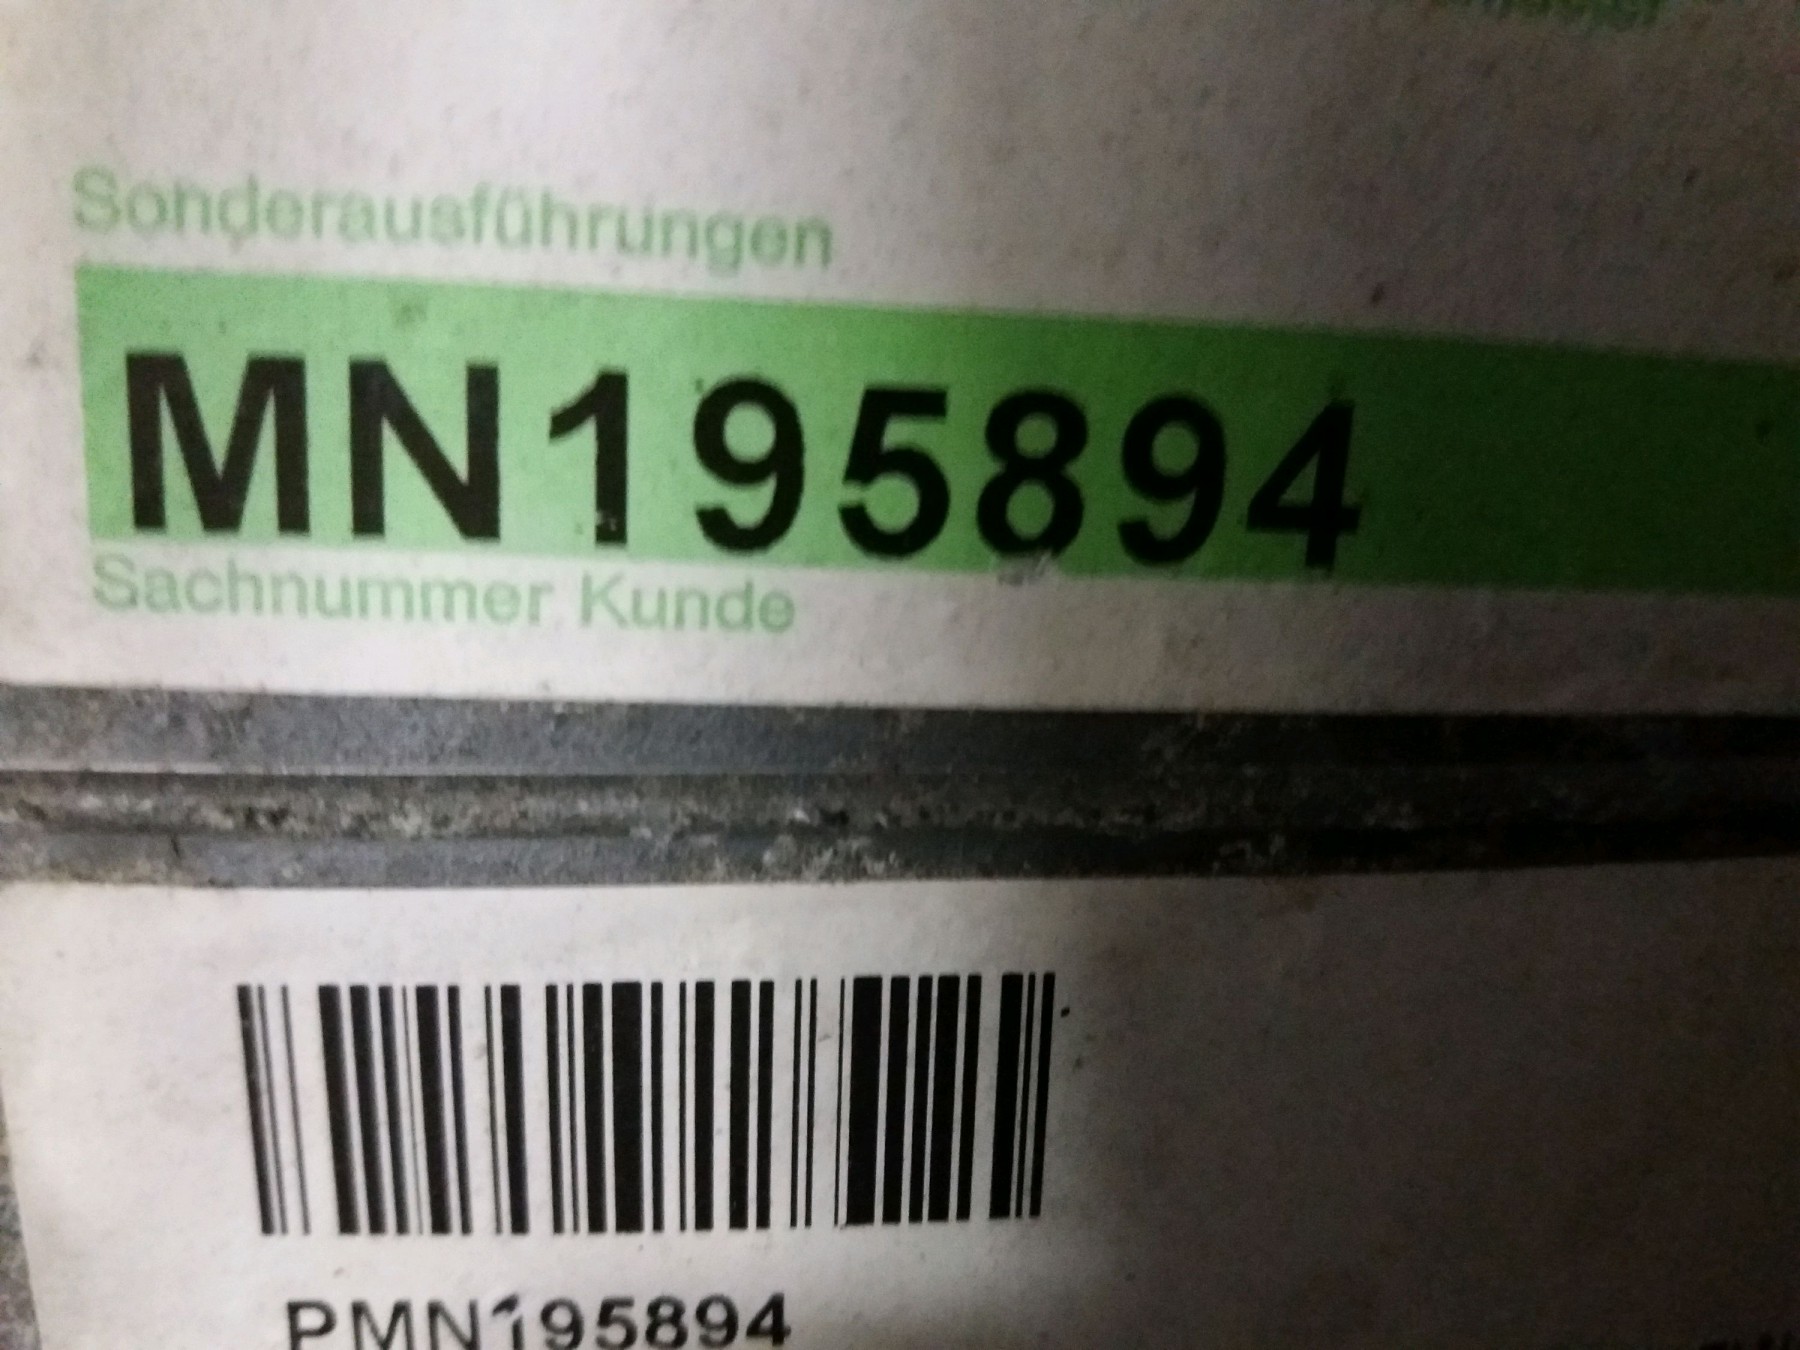 Sonderausführungen
MN195894
Sachnummer Kunde
PMN195894